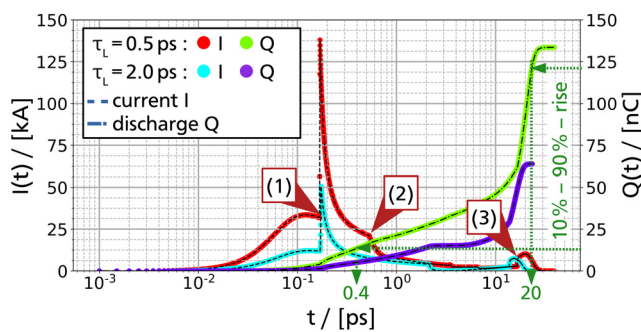 150
125
100
75
50
25
0
I(t) / [kA]
τL = 0.5 ps : I Q
τL = 2.0 ps : I Q
current I
discharge Q
(1)
(2)
(3)
10 % – 90 % – rise
150
125
100
75
50
25
0
Q(t) / [nC]
10⁻³ 10⁻² 10⁻¹ 0.4 10⁰ 10¹ 20
t / [ps]